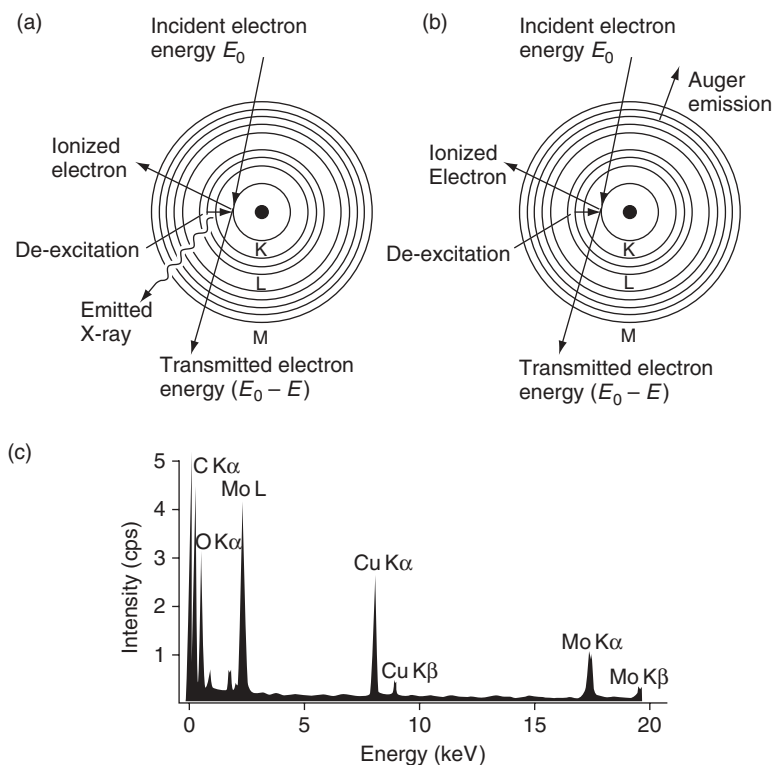 (a)
Incident electron
energy E₀
Ionized
electron
De-excitation
Emitted
X-ray
K
L
M
Transmitted electron
energy (E₀ – E)
(b)
Incident electron
energy E₀
Auger
emission
Ionized
Electron
De-excitation
K
L
M
Transmitted electron
energy (E₀ – E)
(c)
Intensity (cps)
5
4
3
2
1
C Kα
Mo L
O Kα
Cu Kα
Cu Kβ
Mo Kα
Mo Kβ
0
5
10
15
20
Energy (keV)